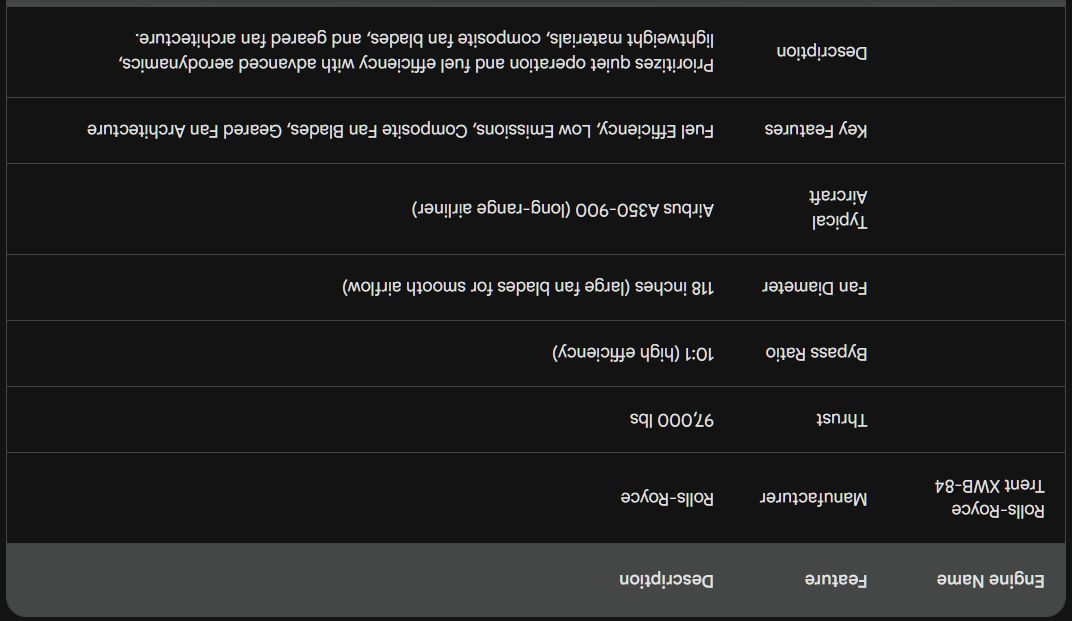 Engine Name Feature Description
Rolls-Royce
Trent XWB-84
Manufacturer Rolls-Royce
Thrust 97,000 lbs
Bypass Ratio 10:1 (high efficiency)
Fan Diameter 118 inches (large fan blades for smooth airflow)
Typical
Aircraft
Airbus A350-900 (long-range airliner)
Key Features Fuel Efficiency, Low Emissions, Composite Fan Blades, Geared Fan Architecture
Description
Prioritizes quiet operation and fuel efficiency with advanced aerodynamics,
lightweight materials, composite fan blades, and geared fan architecture.